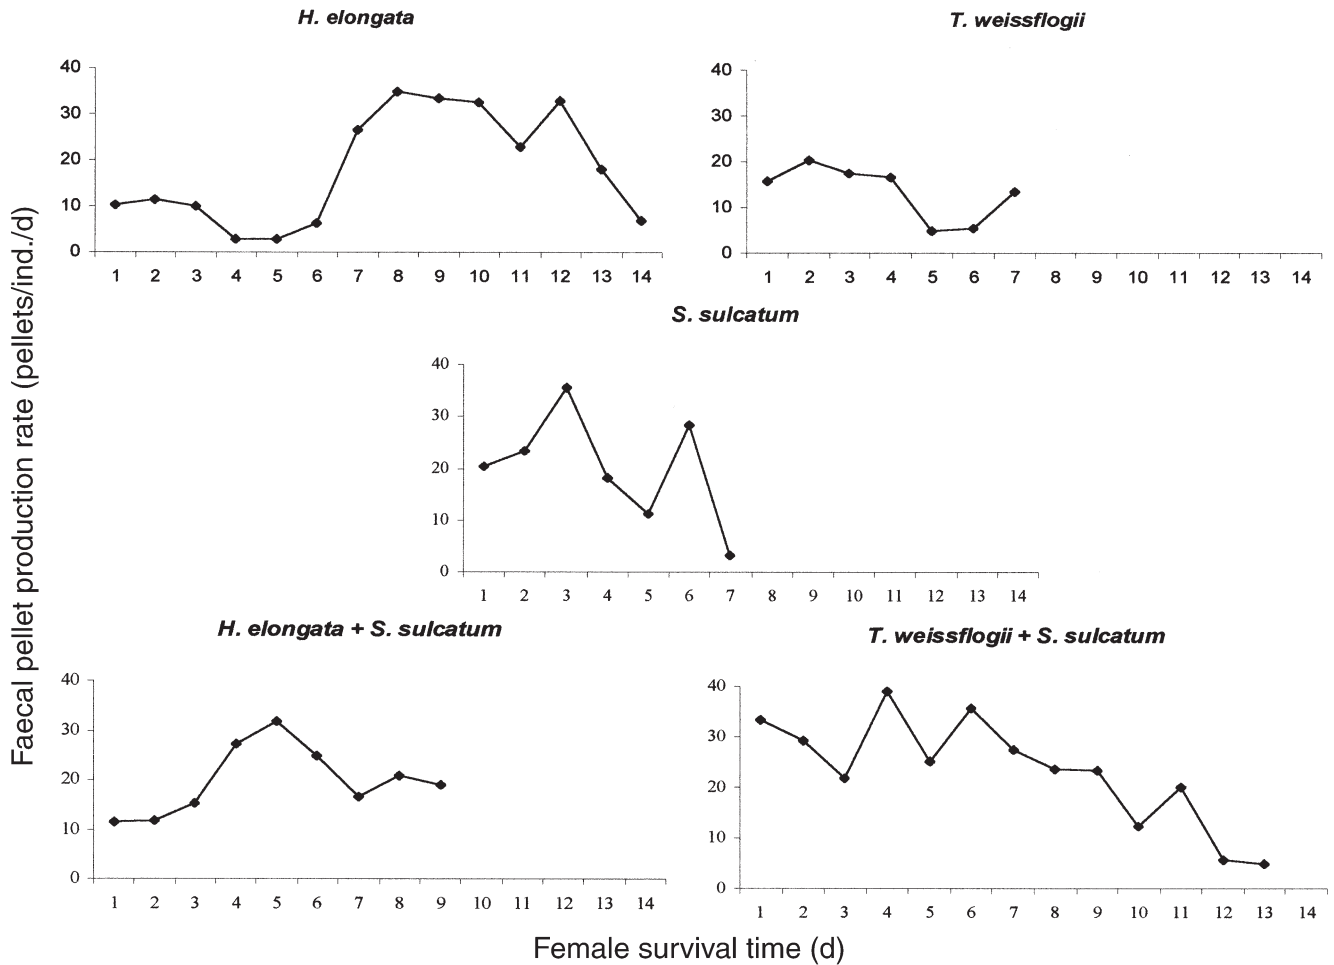 H. elongata
T. weissflogii
40
30
20
10
0
1 2 3 4 5 6 7 8 9 10 11 12 13 14
40
30
20
10
0
1 2 3 4 5 6 7 8 9 10 11 12 13 14
S. sulcatum
40
30
20
10
0
1 2 3 4 5 6 7 8 9 10 11 12 13 14
H. elongata + S. sulcatum
T. weissflogii + S. sulcatum
40
30
20
10
0
1 2 3 4 5 6 7 8 9 10 11 12 13 14
40
30
20
10
0
1 2 3 4 5 6 7 8 9 10 11 12 13 14
Faecal pellet production rate (pellets/ind./d)
Female survival time (d)